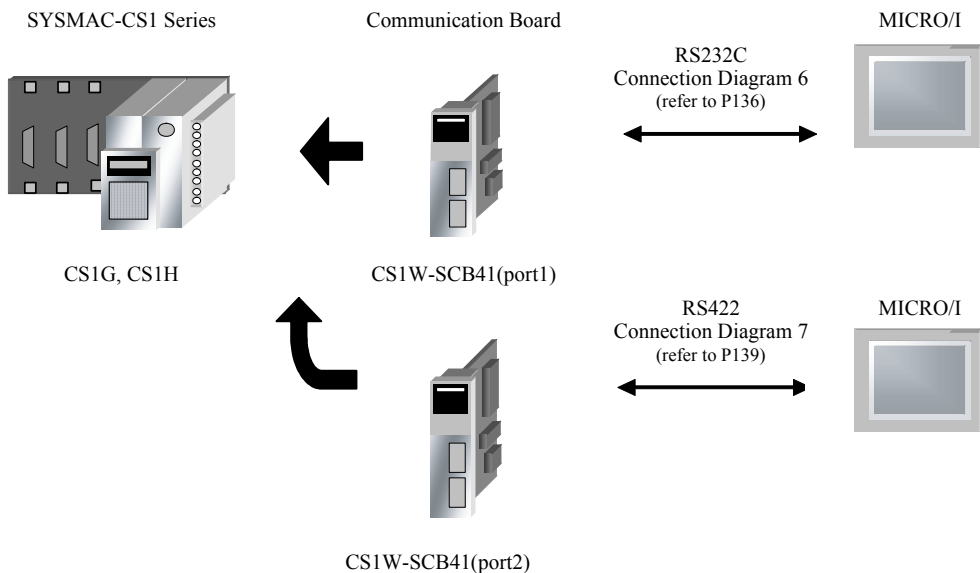 SYSMAC-CS1 Series
Communication Board
MICRO/I
RS232C
Connection Diagram 6
(refer to P136)
CS1G, CS1H
CS1W-SCB41(port1)
RS422
Connection Diagram 7
(refer to P139)
MICRO/I
CS1W-SCB41(port2)